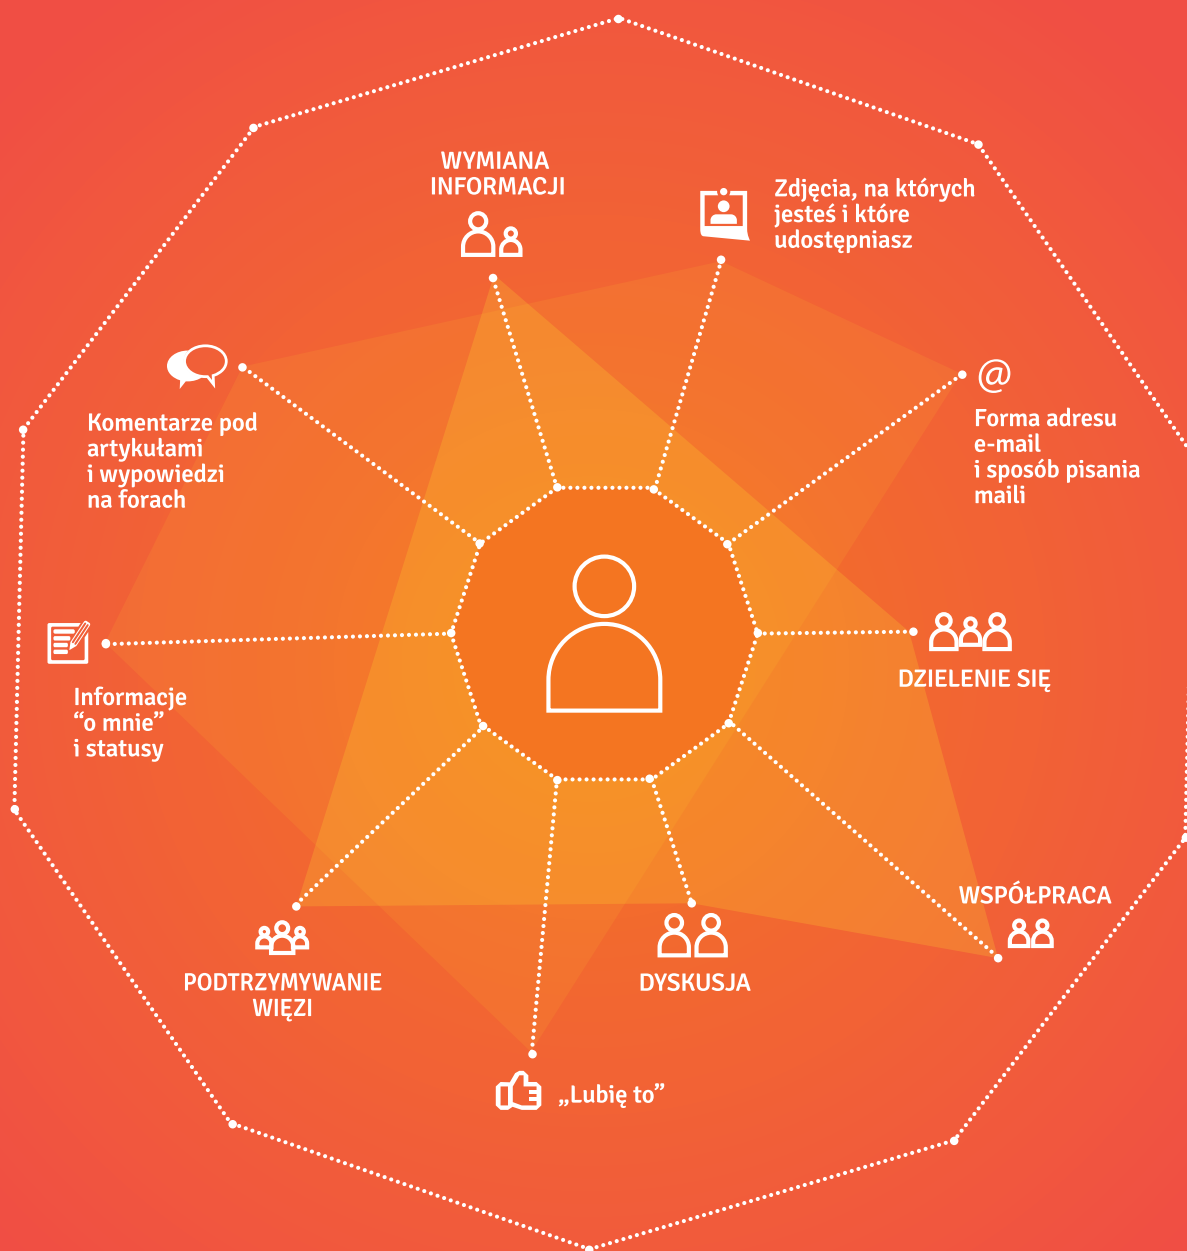 WYMIANA
INFORMACJI
Zdjęcia, na których
jesteś i które
udostępniasz
@
Forma adresu
e-mail
i sposób pisania
maili
Komentarze pod
artykułami
i wypowiedzi
na forach
DZIELENIE SIĘ
Informacje
“o mnie”
i statusy
WSPÓŁPRACA
PODTRZYMYWANIE
WIĘZI
DYSKUSJA
„Lubię to”